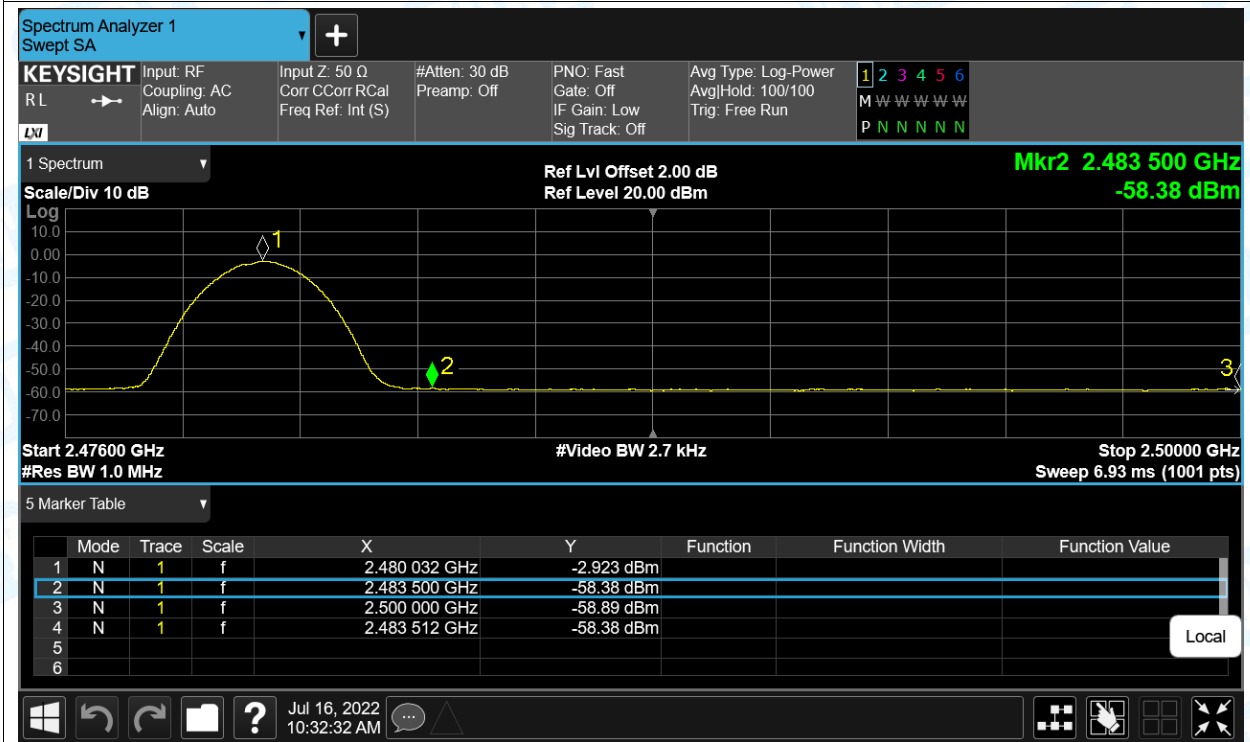 Spectrum Analyzer 1
Swept SA
+
KEYSIGHT
R L
LXI
Input: RF
Coupling: AC
Align: Auto
Input Z: 50 Ω
Corr CCorr RCal
Freq Ref: Int (S)
#Atten: 30 dB
Preamp: Off
PNO: Fast
Gate: Off
IF Gain: Low
Sig Track: Off
Avg Type: Log-Power
Avg|Hold: 100/100
Trig: Free Run
1 2 3 4 5 6
M W W W W W
P N N N N N
1 Spectrum
Scale/Div 10 dB
Ref Lvl Offset 2.00 dB
Ref Level 20.00 dBm
Mkr2 2.483 500 GHz
-58.38 dBm
Log
10.0
0.00
-10.0
-20.0
-30.0
-40.0
-50.0
-60.0
-70.0
1
2
3
Start 2.47600 GHz
#Res BW 1.0 MHz
#Video BW 2.7 kHz
Stop 2.50000 GHz
Sweep 6.93 ms (1001 pts)
5 Marker Table
Mode Trace Scale X Y Function Function Width Function Value
1 N 1 f 2.480 032 GHz -2.923 dBm
2 N 1 f 2.483 500 GHz -58.38 dBm
3 N 1 f 2.500 000 GHz -58.89 dBm
4 N 1 f 2.483 512 GHz -58.38 dBm
5
6
Local
?
Jul 16, 2022
10:32:32 AM